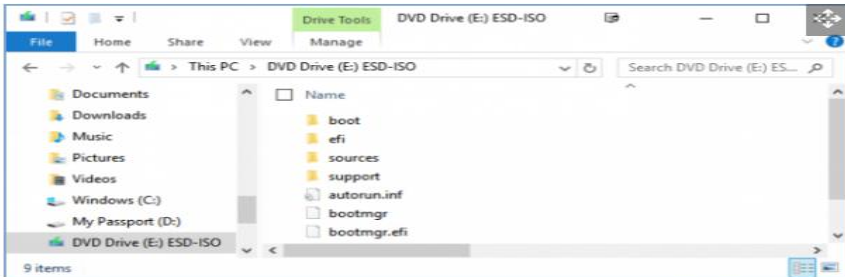 Drive Tools DVD Drive (E:) ESD-ISO
File Home Share View Manage
This PC > DVD Drive (E:) ESD-ISO Search DVD Drive (E:) ES...
Documents
Name
Downloads
boot
Music
efi
Pictures
sources
Videos
support
Windows (C:)
autorun.inf
My Passport (D:)
bootmgr
DVD Drive (E:) ESD-ISO
bootmgr.efi
9 items